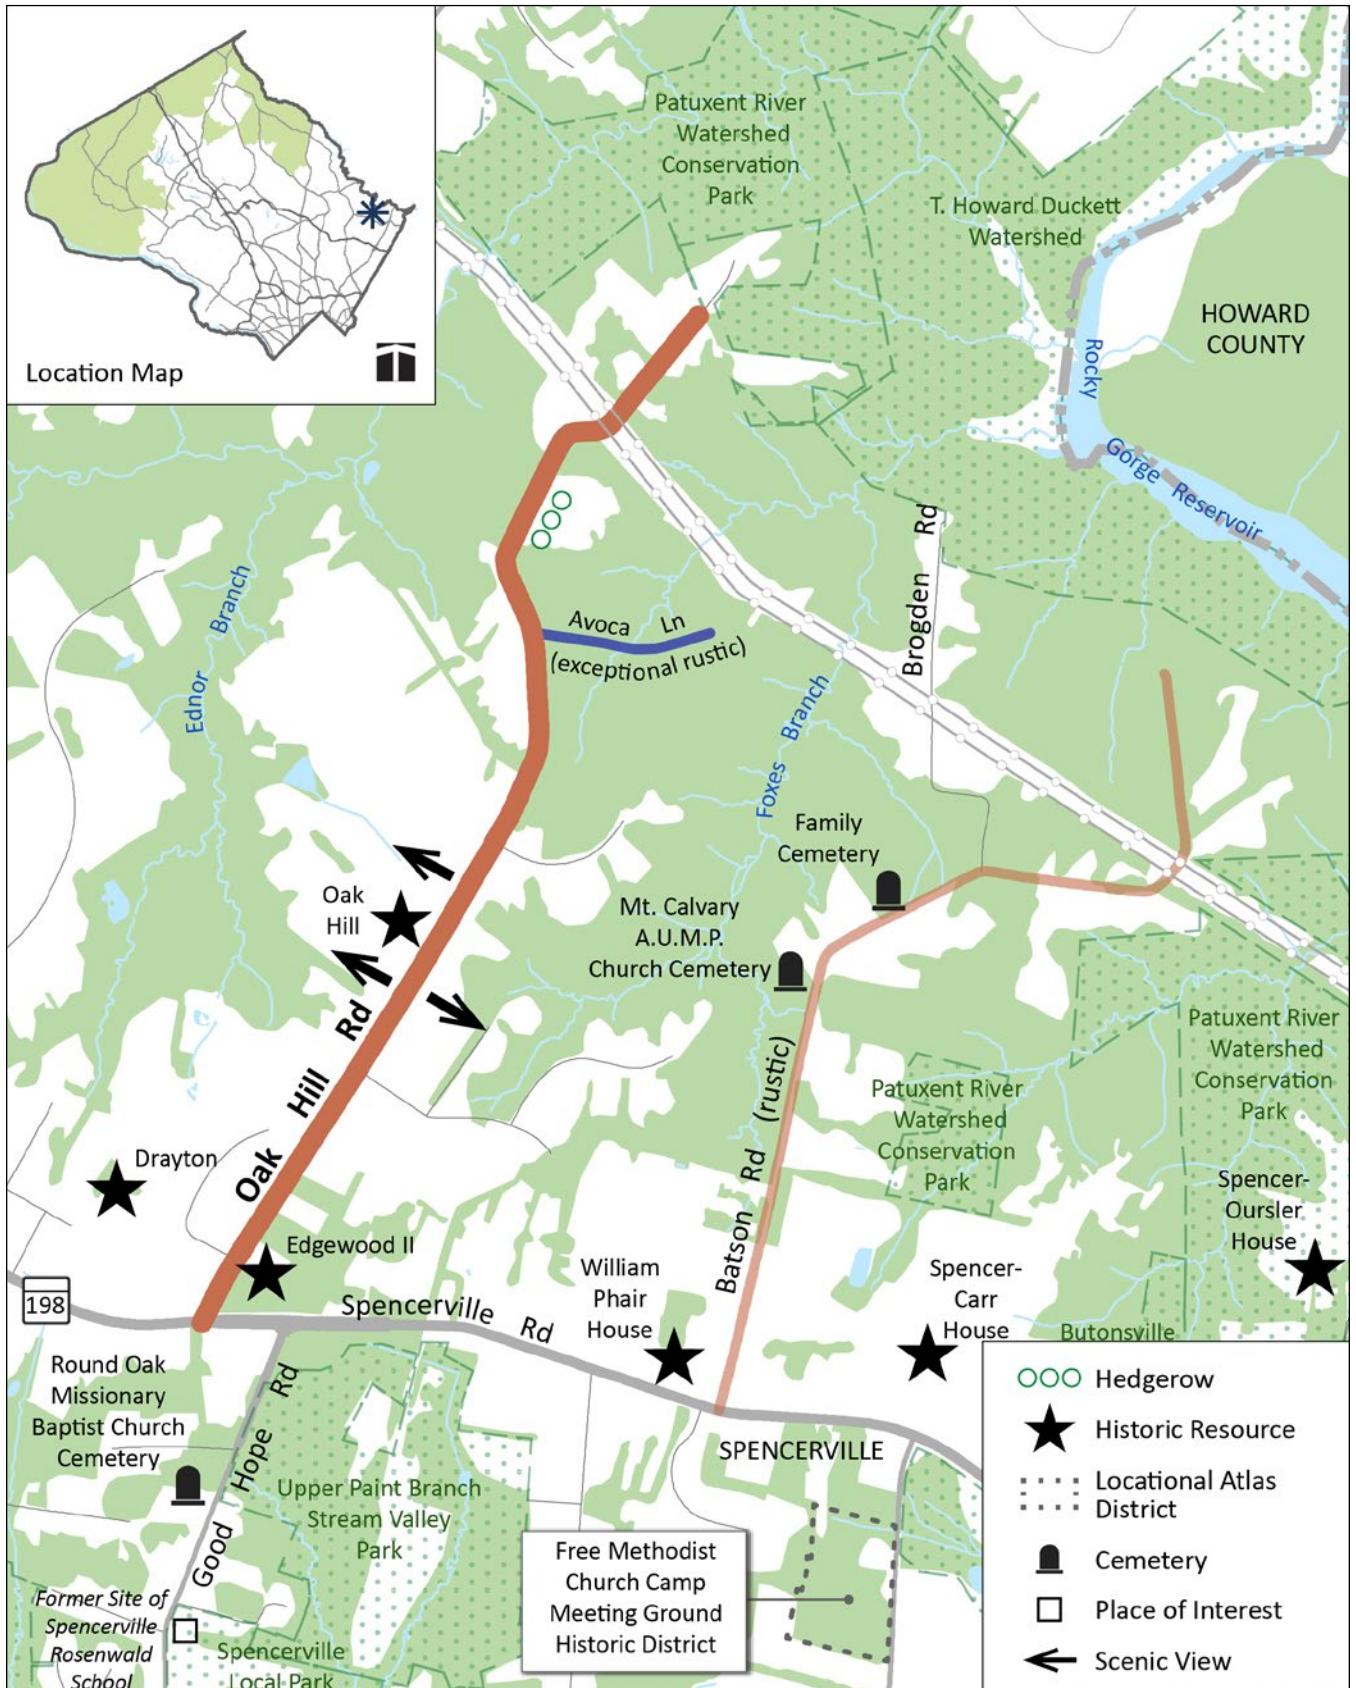 Location Map
Patuxent River
Watershed
Conservation
Park
T. Howard Duckett
Watershed
HOWARD
COUNTY
Rocky
Gorge Reservoir
Brogden Rd
Ednor Branch
Avoca Ln
(exceptional rustic)
Foxes Branch
Family
Cemetery
Oak
Hill
Mt. Calvary
A.U.M.P.
Church Cemetery
Oak Hill Rd
Batson Rd (rustic)
Patuxent River
Watershed
Conservation
Park
Patuxent River
Watershed
Conservation
Park
Drayton
Edgewood II
William
Phair
House
Spencer-
Carr
House
Spencer-
Oursler
House
198
Spencerville Rd
Butonsville
Round Oak
Missionary
Baptist Church
Cemetery
Good Hope Rd
SPENCERVILLE
Upper Paint Branch
Stream Valley
Park
Free Methodist
Church Camp
Meeting Ground
Historic District
Former Site of
Spencerville
Rosenwald
School
Spencerville
Local Park
Hedgerow
Historic Resource
Locational Atlas
District
Cemetery
Place of Interest
Scenic View